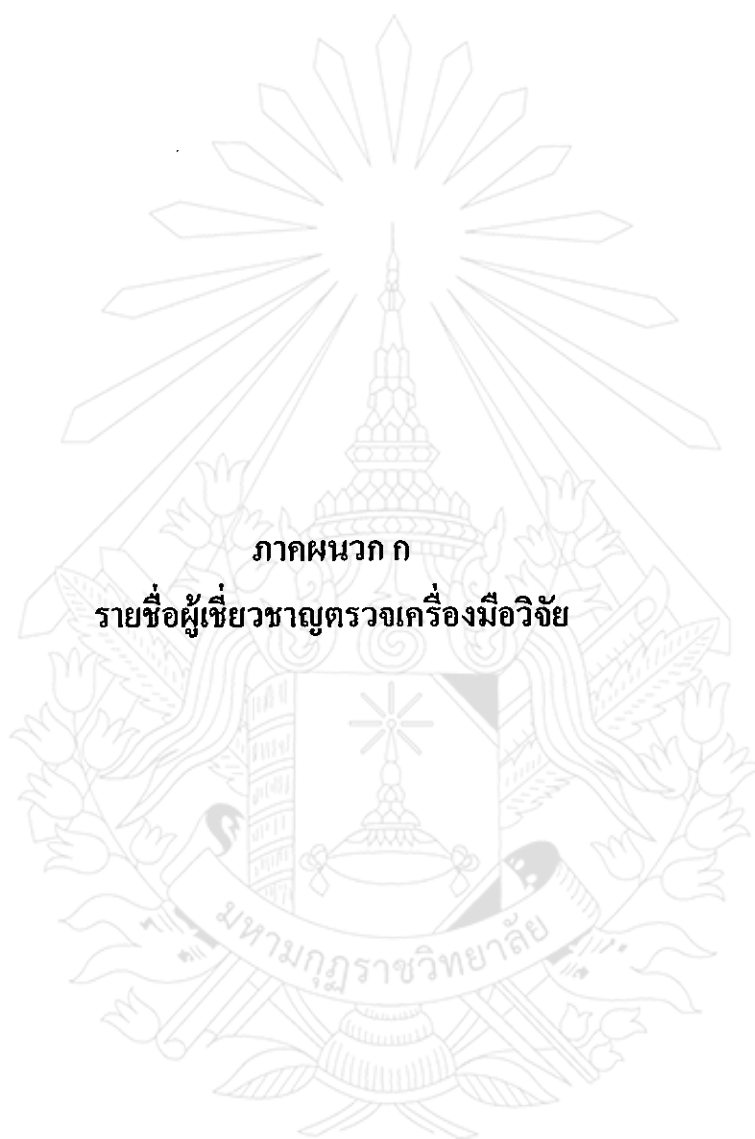 ภาคผนวก ก
รายชื่อผู้เชี่ยวชาญตรวจเครื่องมือวิจัย
มหามกุฏราชวิทยาลัย